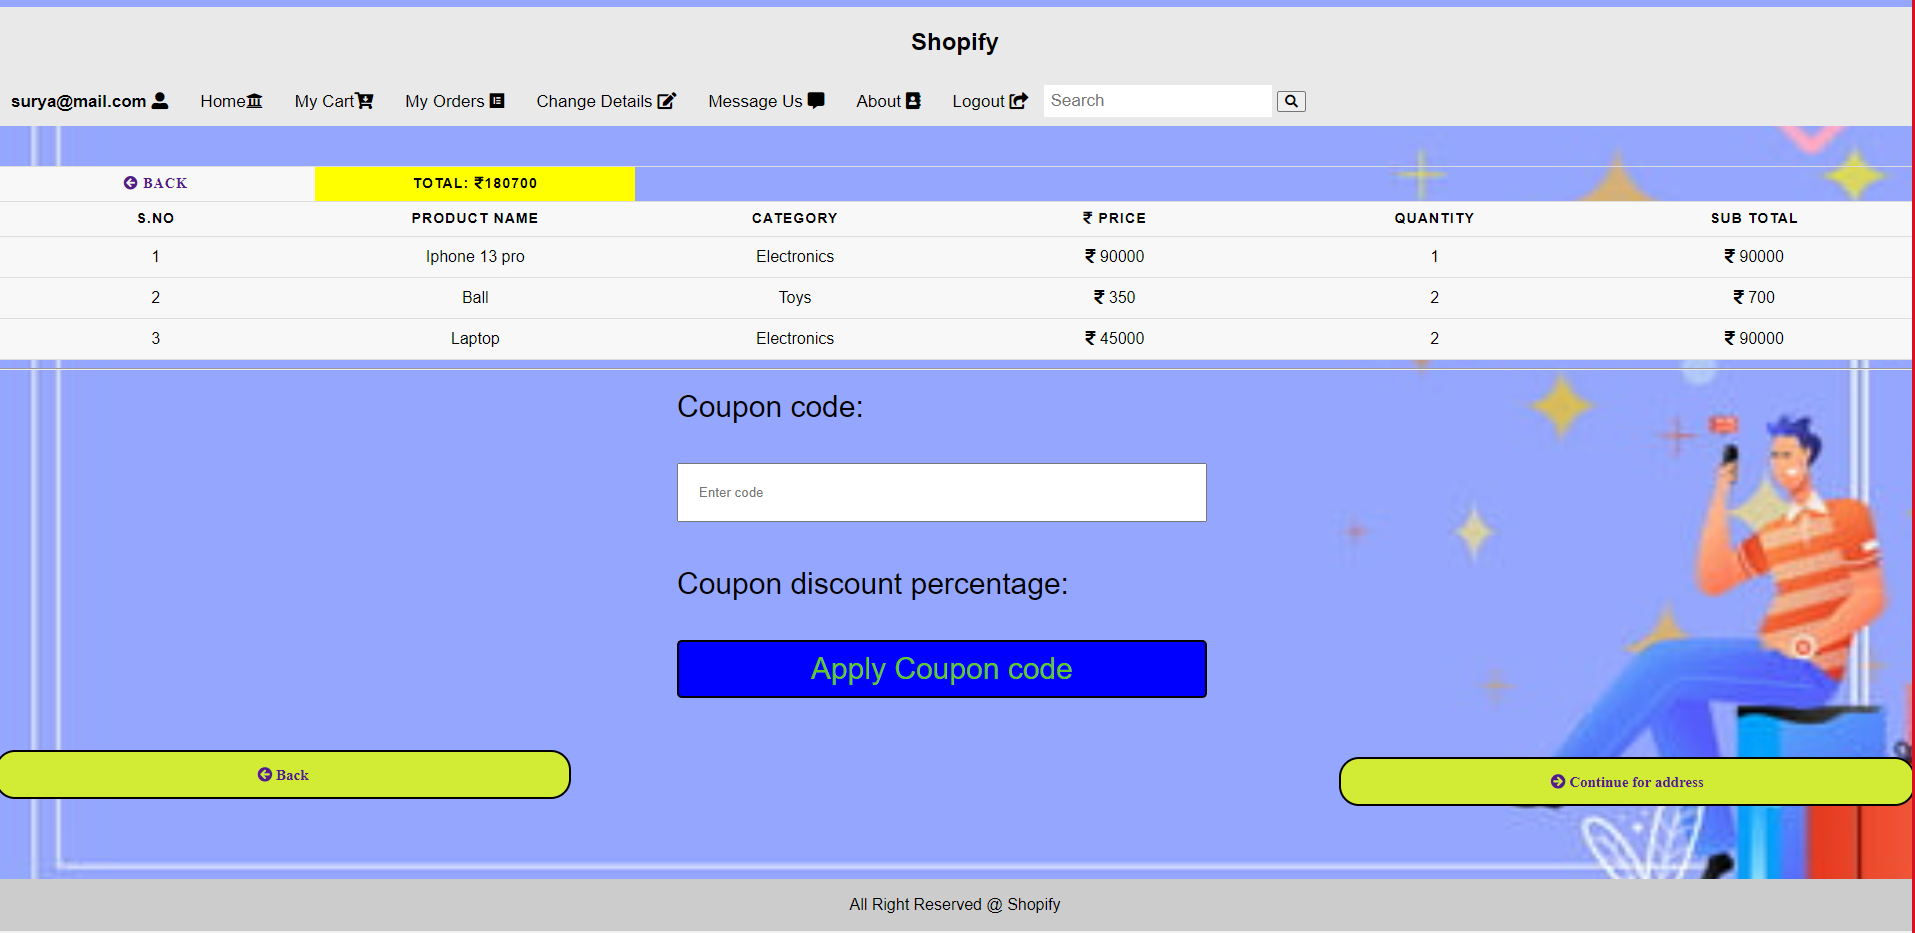 Shopify
surya@mail.com Home My Cart My Orders Change Details Message Us About Logout Search
BACK TOTAL: ₹180700
S.NO PRODUCT NAME CATEGORY ₹ PRICE QUANTITY SUB TOTAL
1 Iphone 13 pro Electronics ₹ 90000 1 ₹ 90000
2 Ball Toys ₹ 350 2 ₹ 700
3 Laptop Electronics ₹ 45000 2 ₹ 90000
Coupon code:
Enter code
Coupon discount percentage:
Apply Coupon code
Back
Continue for address
All Right Reserved @ Shopify